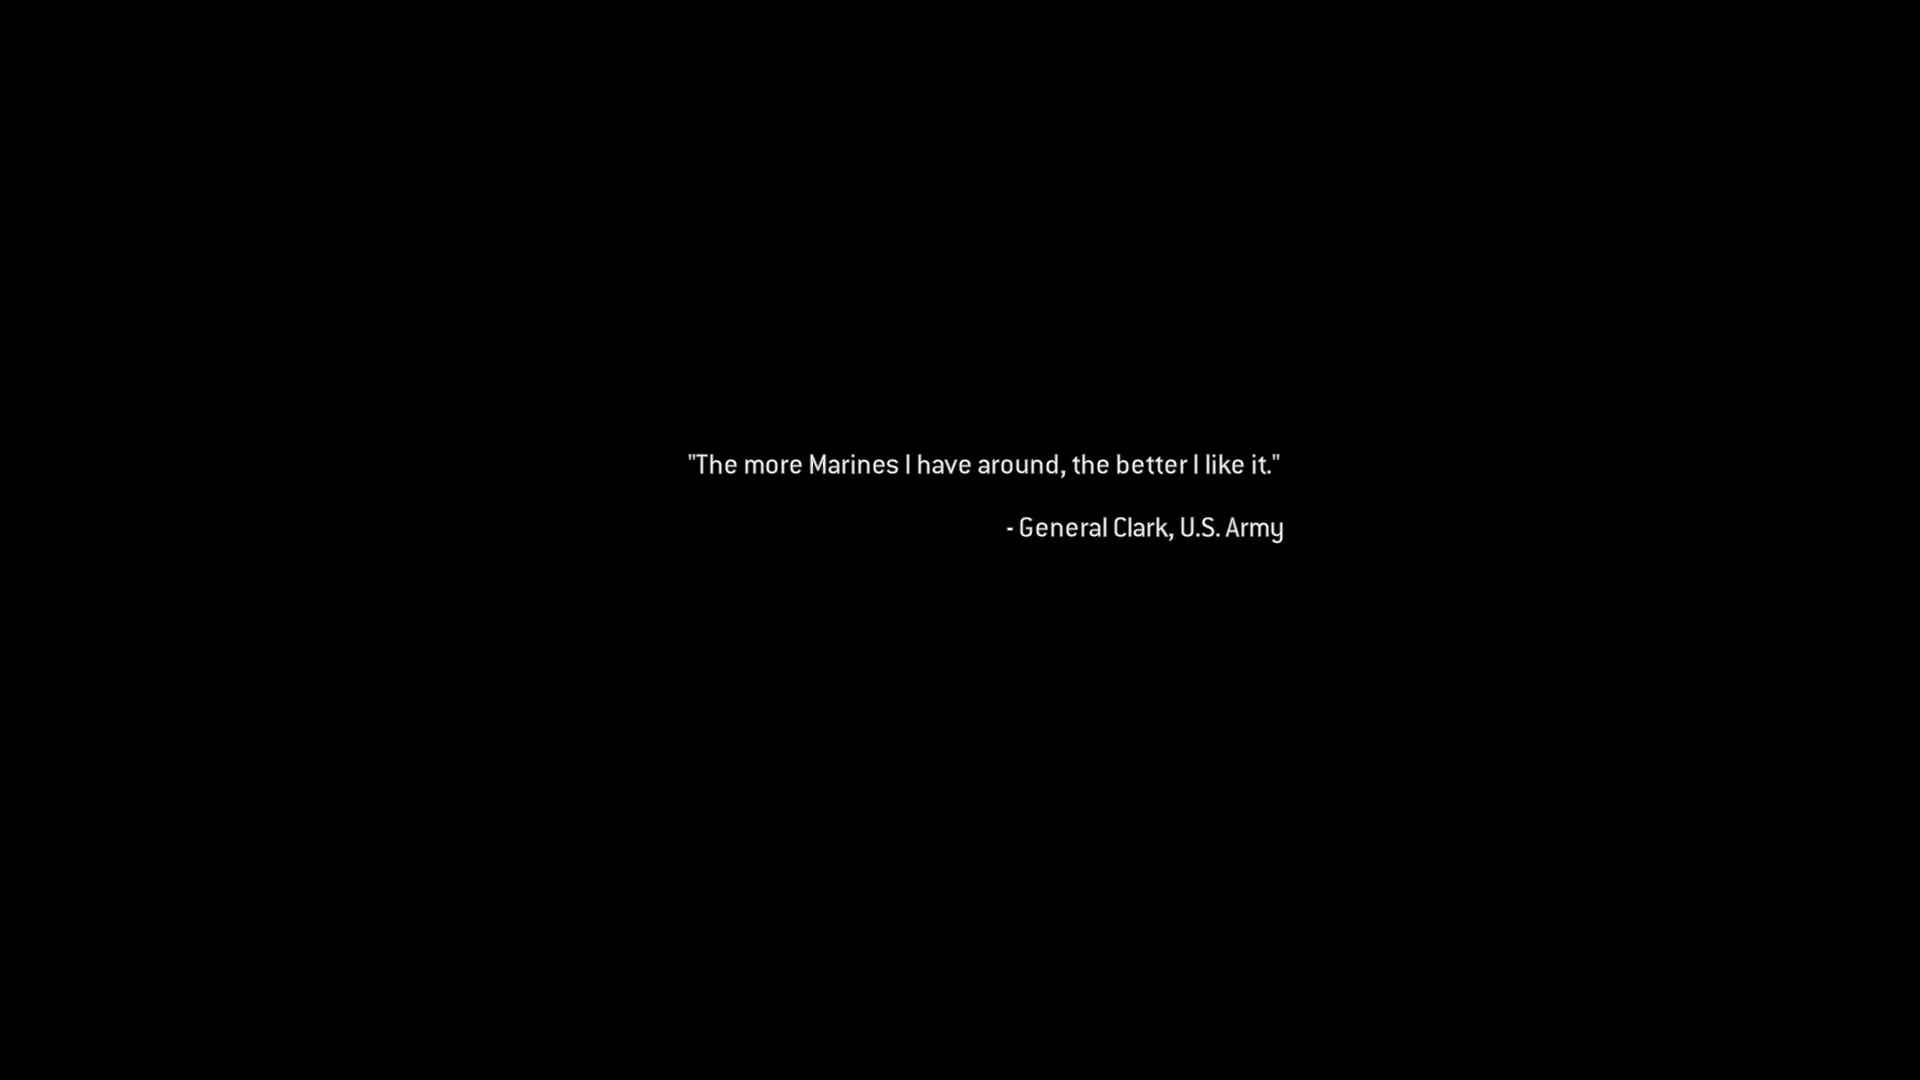 "The more Marines I have around, the better I like it."
- General Clark, U.S. Army